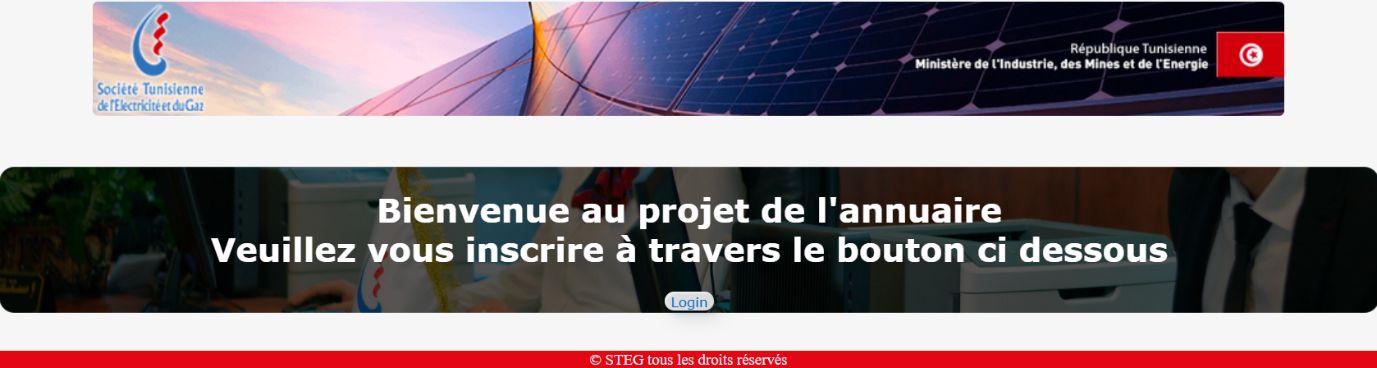 Société Tunisienne
de l'Electricité et du Gaz
République Tunisienne
Ministère de l'Industrie, des Mines et de l'Energie
Bienvenue au projet de l'annuaire
Veuillez vous inscrire à travers le bouton ci dessous
Login
© STEG tous les droits réservés